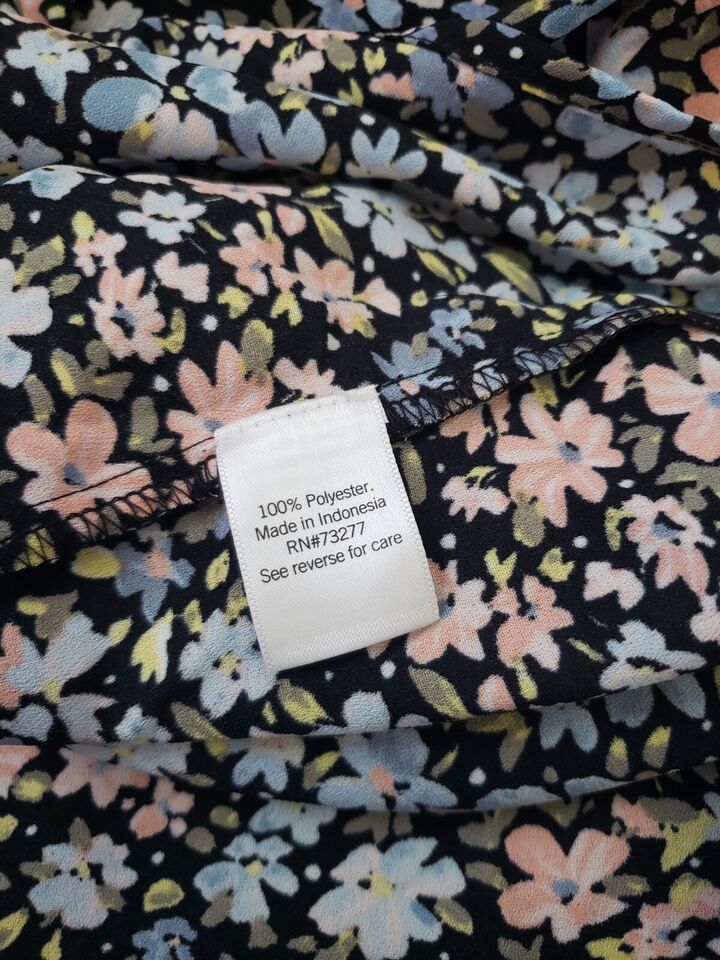 100% Polyester.
Made in Indonesia
RN#73277
See reverse for care